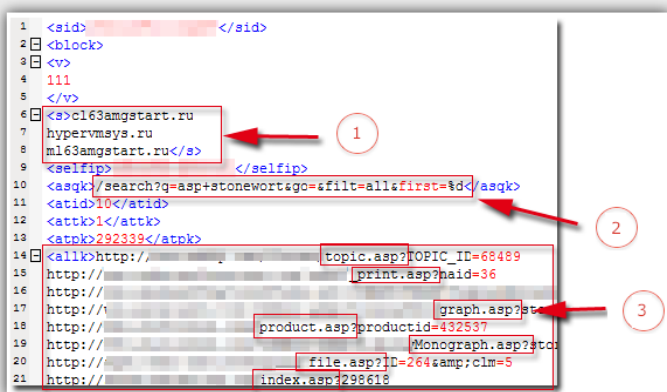 1 <sid> </sid>
2 <block>
3 <v>
4 111
5 </v>
6 <s>cl63amgstart.ru
7 hypervmsys.ru
8 ml63amgstart.ru</s>
9 <selfip> </selfip>
10 <asqk>/search?q=asp+stonewort&go=&filt=all&first=%d</asqk>
11 <atid>10</atid>
12 <attk>1</attk>
13 <atpk>292339</atpk>
14 <allk>http:// topic.asp?TOPIC_ID=68489
15 http:// print.asp?naid=36
16 http://
17 http:// graph.asp?
18 http:// product.asp?productid=432537
19 http:// Monograph.asp?
20 http:// file.asp?ID=264&amp;clm=5
21 http:// index.asp?298618
1
2
3